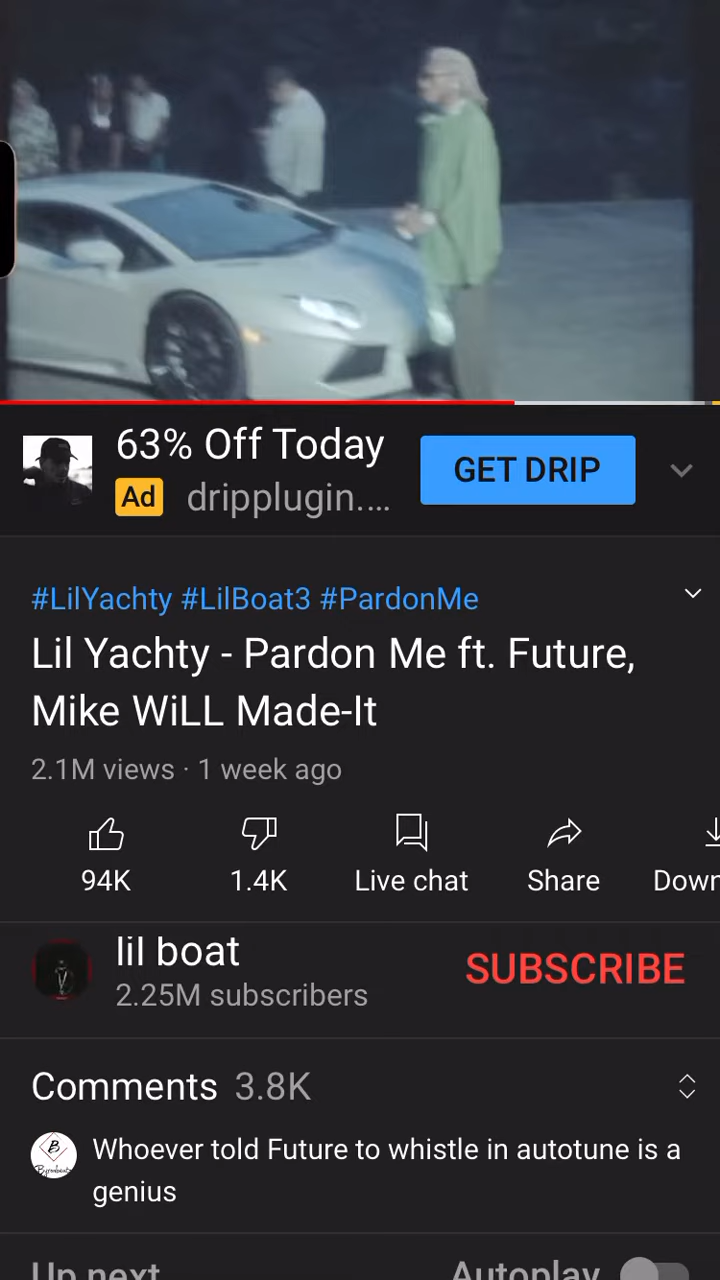 63% Off Today
Ad dripplugin....
GET DRIP
#LilYachty #LilBoat3 #PardonMe
Lil Yachty - Pardon Me ft. Future,
Mike WiLL Made-It
2.1M views · 1 week ago
94K
1.4K
Live chat
Share
Down
lil boat
2.25M subscribers
SUBSCRIBE
Comments 3.8K
B
Whoever told Future to whistle in autotune is a
genius
Up next
Autoplay